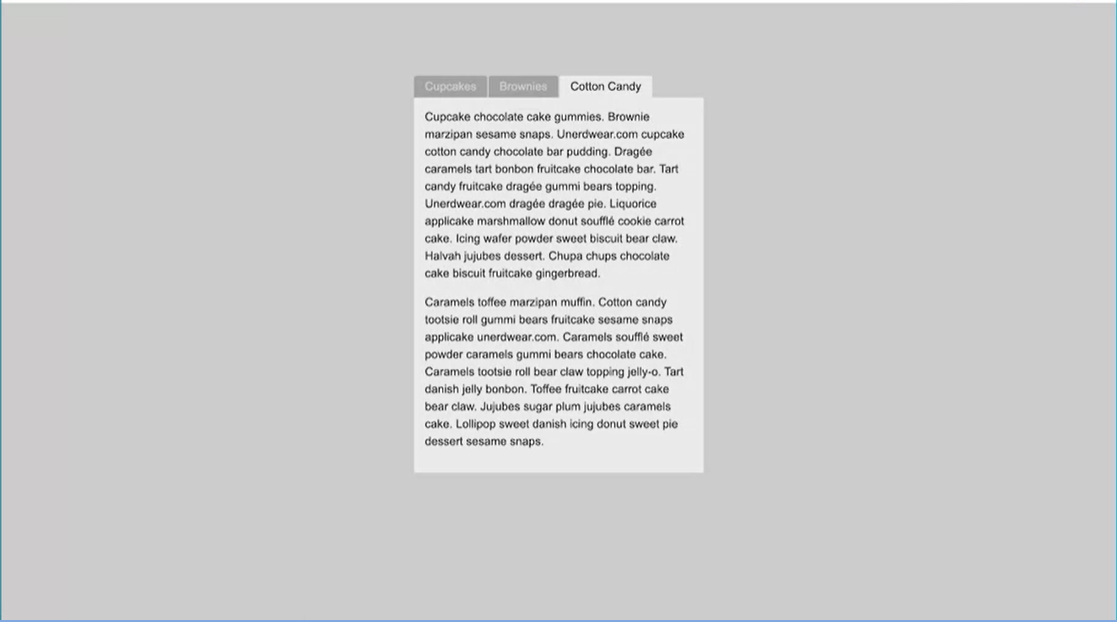 Cupcakes Brownies Cotton Candy
Cupcake chocolate cake gummies. Brownie
marzipan sesame snaps. Unerdwear.com cupcake
cotton candy chocolate bar pudding. Dragée
caramels tart bonbon fruitcake chocolate bar. Tart
candy fruitcake dragée gummi bears topping.
Unerdwear.com dragée dragée pie. Liquorice
applicake marshmallow donut soufflé cookie carrot
cake. Icing wafer powder sweet biscuit bear claw.
Halvah jujubes dessert. Chupa chups chocolate
cake biscuit fruitcake gingerbread.
Caramels toffee marzipan muffin. Cotton candy
tootsie roll gummi bears fruitcake sesame snaps
applicake unerdwear.com. Caramels soufflé sweet
powder caramels gummi bears chocolate cake.
Caramels tootsie roll bear claw topping jelly-o. Tart
danish jelly bonbon. Toffee fruitcake carrot cake
bear claw. Jujubes sugar plum jujubes caramels
cake. Lollipop sweet danish icing donut sweet pie
dessert sesame snaps.